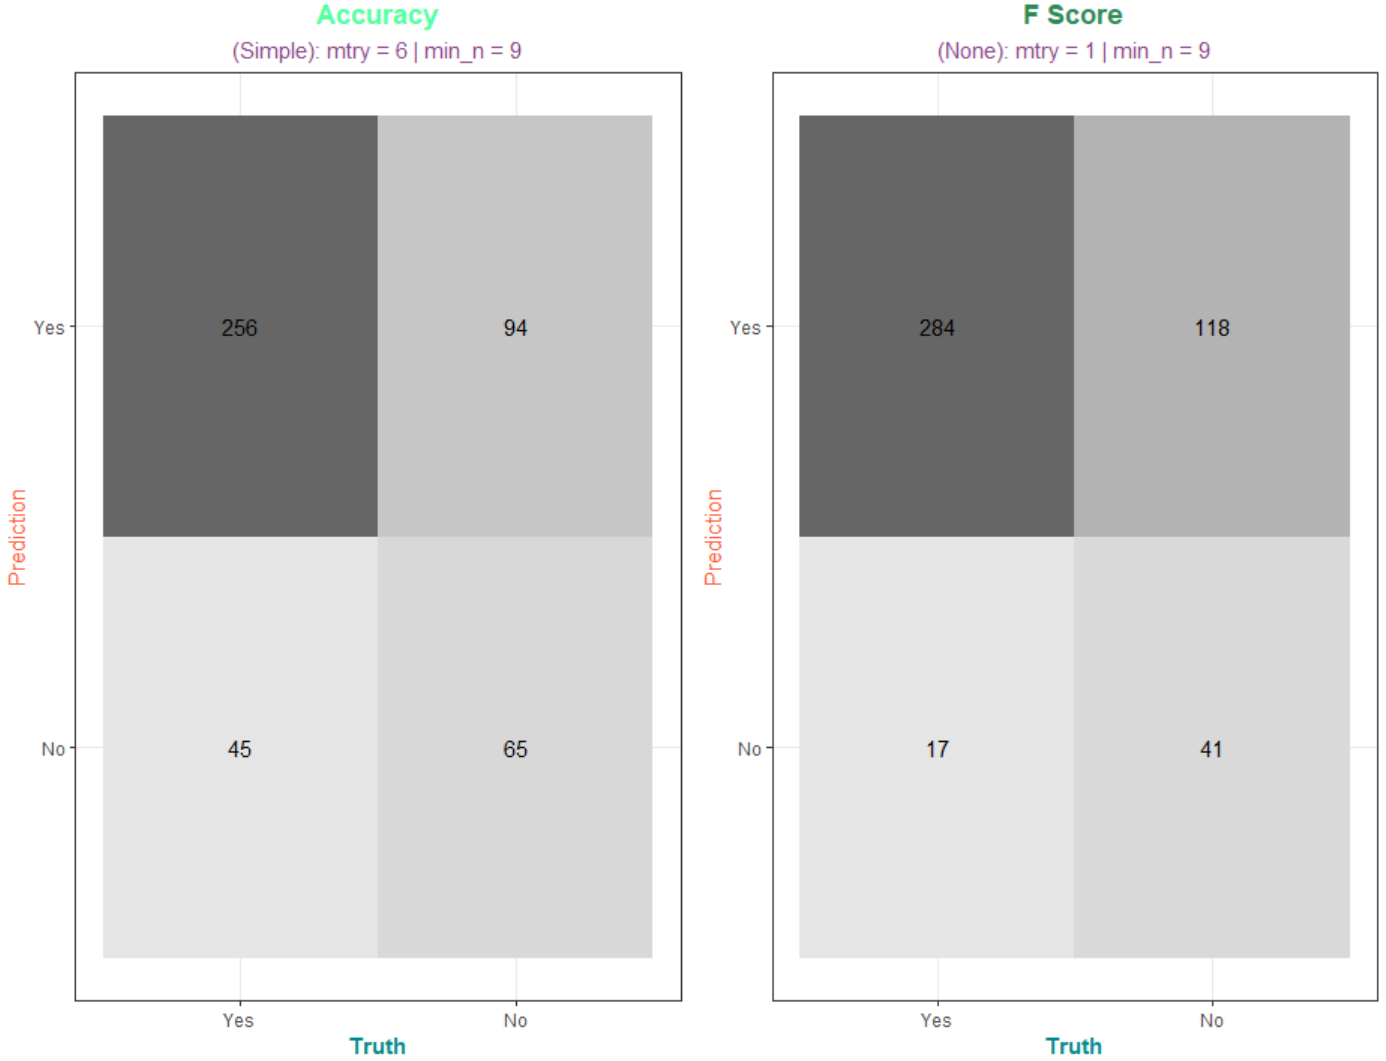 Accuracy
(Simple): mtry = 6 | min_n = 9
Prediction
Yes
256
94
No
45
65
Yes
No
Truth
F Score
(None): mtry = 1 | min_n = 9
Prediction
Yes
284
118
No
17
41
Yes
No
Truth